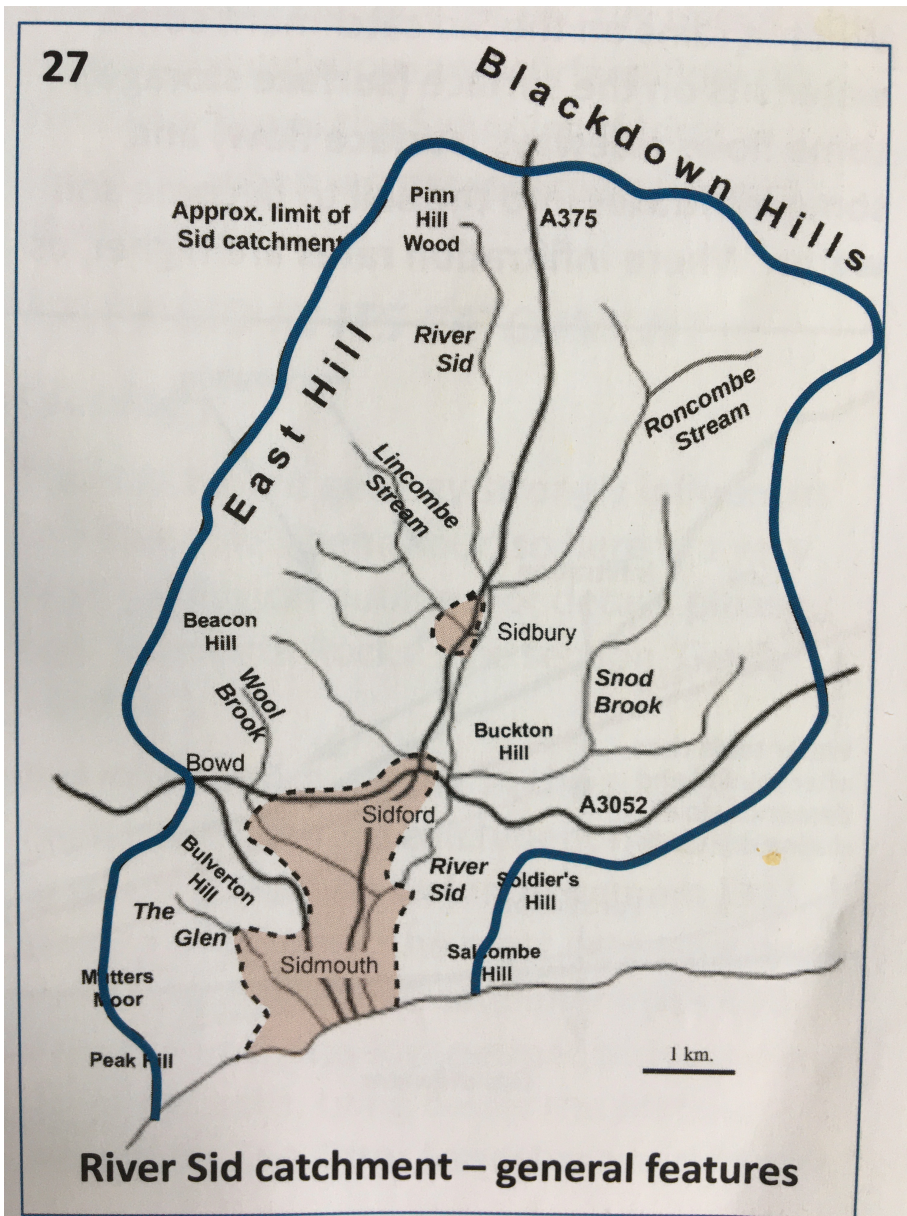 27
Blackdown Hills
Approx. limit of
Sid catchment
Pinn
Hill
Wood
A375
River
Sid
East Hill
Roncombe
Stream
Lincombe
Stream
Beacon
Hill
Sidbury
Wool
Brook
Snod
Brook
Buckton
Hill
Bowd
Sidford
A3052
Bulverton
Hill
River
Sid
Soldier's
Hill
The
Glen
Sidmouth
Salcombe
Hill
Mutters
Moor
Peak Hill
1 km.
River Sid catchment – general features